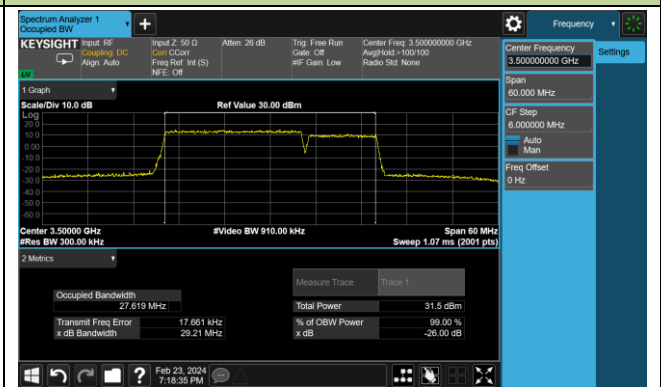 Spectrum Analyzer 1
Occupied BW
+
Frequency
KEYSIGHT
Input: RF
Coupling: DC
Align: Auto
Input Z: 50 Ω
Corr CCorr
Freq Ref: Int (S)
NFE: Off
Atten: 26 dB
Trig: Free Run
Gate: Off
#IF Gain: Low
Center Freq: 3.500000000 GHz
Avg|Hold:>100/100
Radio Std: None
Center Frequency
3.500000000 GHz
Settings
Span
60.000 MHz
CF Step
6.000000 MHz
Auto
Man
Freq Offset
0 Hz
1 Graph
Scale/Div 10.0 dB
Ref Value 30.00 dBm
Log
20.0
10.0
0.00
-10.0
-20.0
-30.0
-40.0
-50.0
-60.0
Center 3.50000 GHz
#Video BW 910.00 kHz
Span 60 MHz
#Res BW 300.00 kHz
Sweep 1.07 ms (2001 pts)
2 Metrics
Measure Trace
Trace 1
Occupied Bandwidth
27.619 MHz
Total Power
31.5 dBm
Transmit Freq Error
17.661 kHz
% of OBW Power
99.00 %
x dB Bandwidth
29.21 MHz
x dB
-26.00 dB
?
Feb 23, 2024
7:18:35 PM